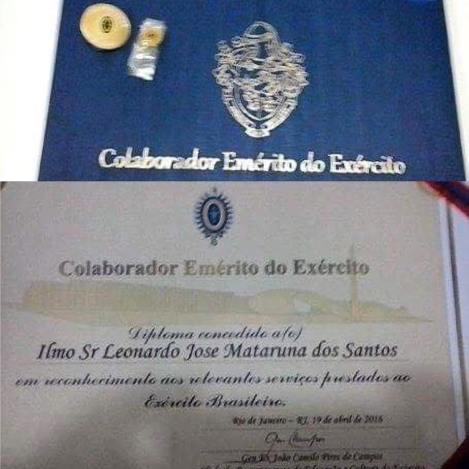 Colaborador Emérito do Exército
Colaborador Emérito do Exército
Diploma concedido a(o)
Ilmo Sr Leonardo Jose Mataruna dos Santos
em reconhecimento aos relevantes serviços prestados ao
Exército Brasileiro.
Rio de Janeiro – RJ, 19 de abril de 2016
Gen Ex João Camilo Pires de Campos